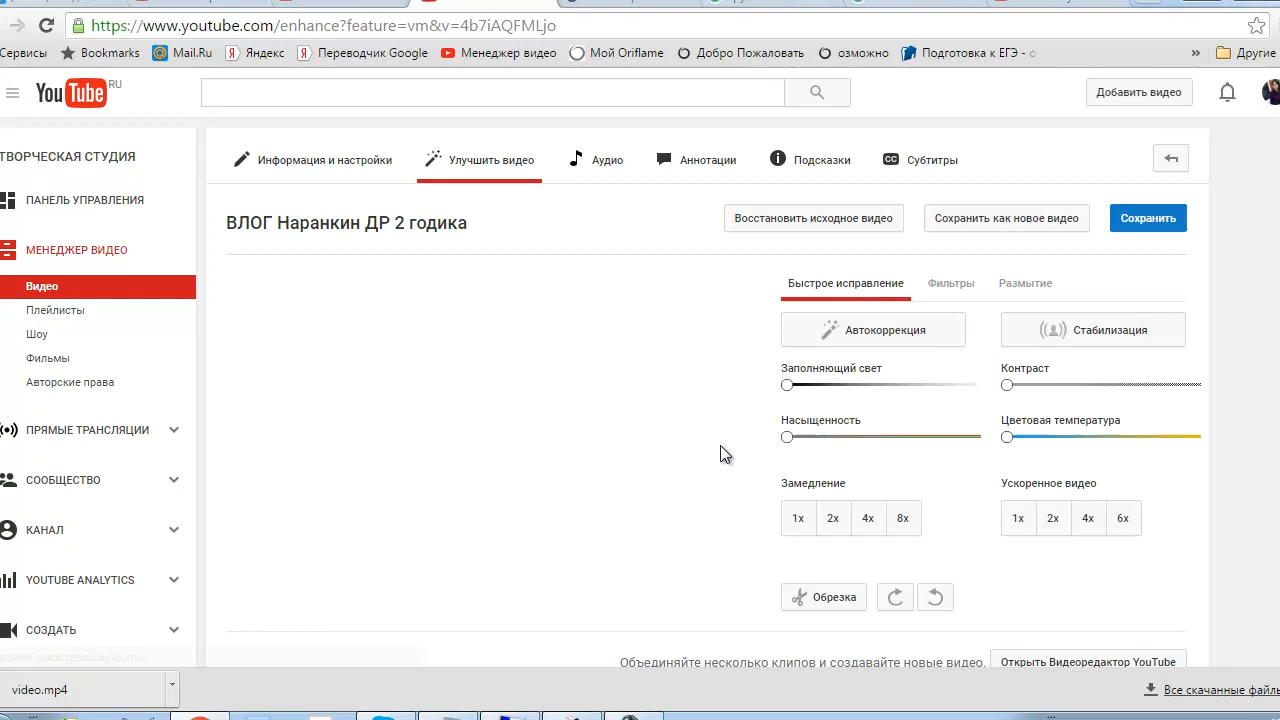 https://www.youtube.com/enhance?feature=vm&v=4b7iAQFMLjo
Сервисы Bookmarks Mail.Ru Яндекс Переводчик Google Менеджер видео Мой Oriflame Добро Пожаловать озможно Подготовка к ЕГЭ - » Другие
YouTube RU Добавить видео
ТВОРЧЕСКАЯ СТУДИЯ
Информация и настройки Улучшить видео Аудио Аннотации Подсказки CC Субтитры
ПАНЕЛЬ УПРАВЛЕНИЯ
ВЛОГ Наранкин ДР 2 годика Восстановить исходное видео Сохранить как новое видео Сохранить
МЕНЕДЖЕР ВИДЕО
Видео
Плейлисты
Шоу
Фильмы
Авторские права
ПРЯМЫЕ ТРАНСЛЯЦИИ
СООБЩЕСТВО
КАНАЛ
YOUTUBE ANALYTICS
СОЗДАТЬ
Быстрое исправление Фильтры Размытие
Автокоррекция Стабилизация
Заполняющий свет Контраст
Насыщенность Цветовая температура
Замедление Ускоренное видео
1x 2x 4x 8x 1x 2x 4x 6x
Обрезка
Объединяйте несколько клипов и создавайте новые видео. Открыть Видеоредактор YouTube
video.mp4 Все скачанные файлы